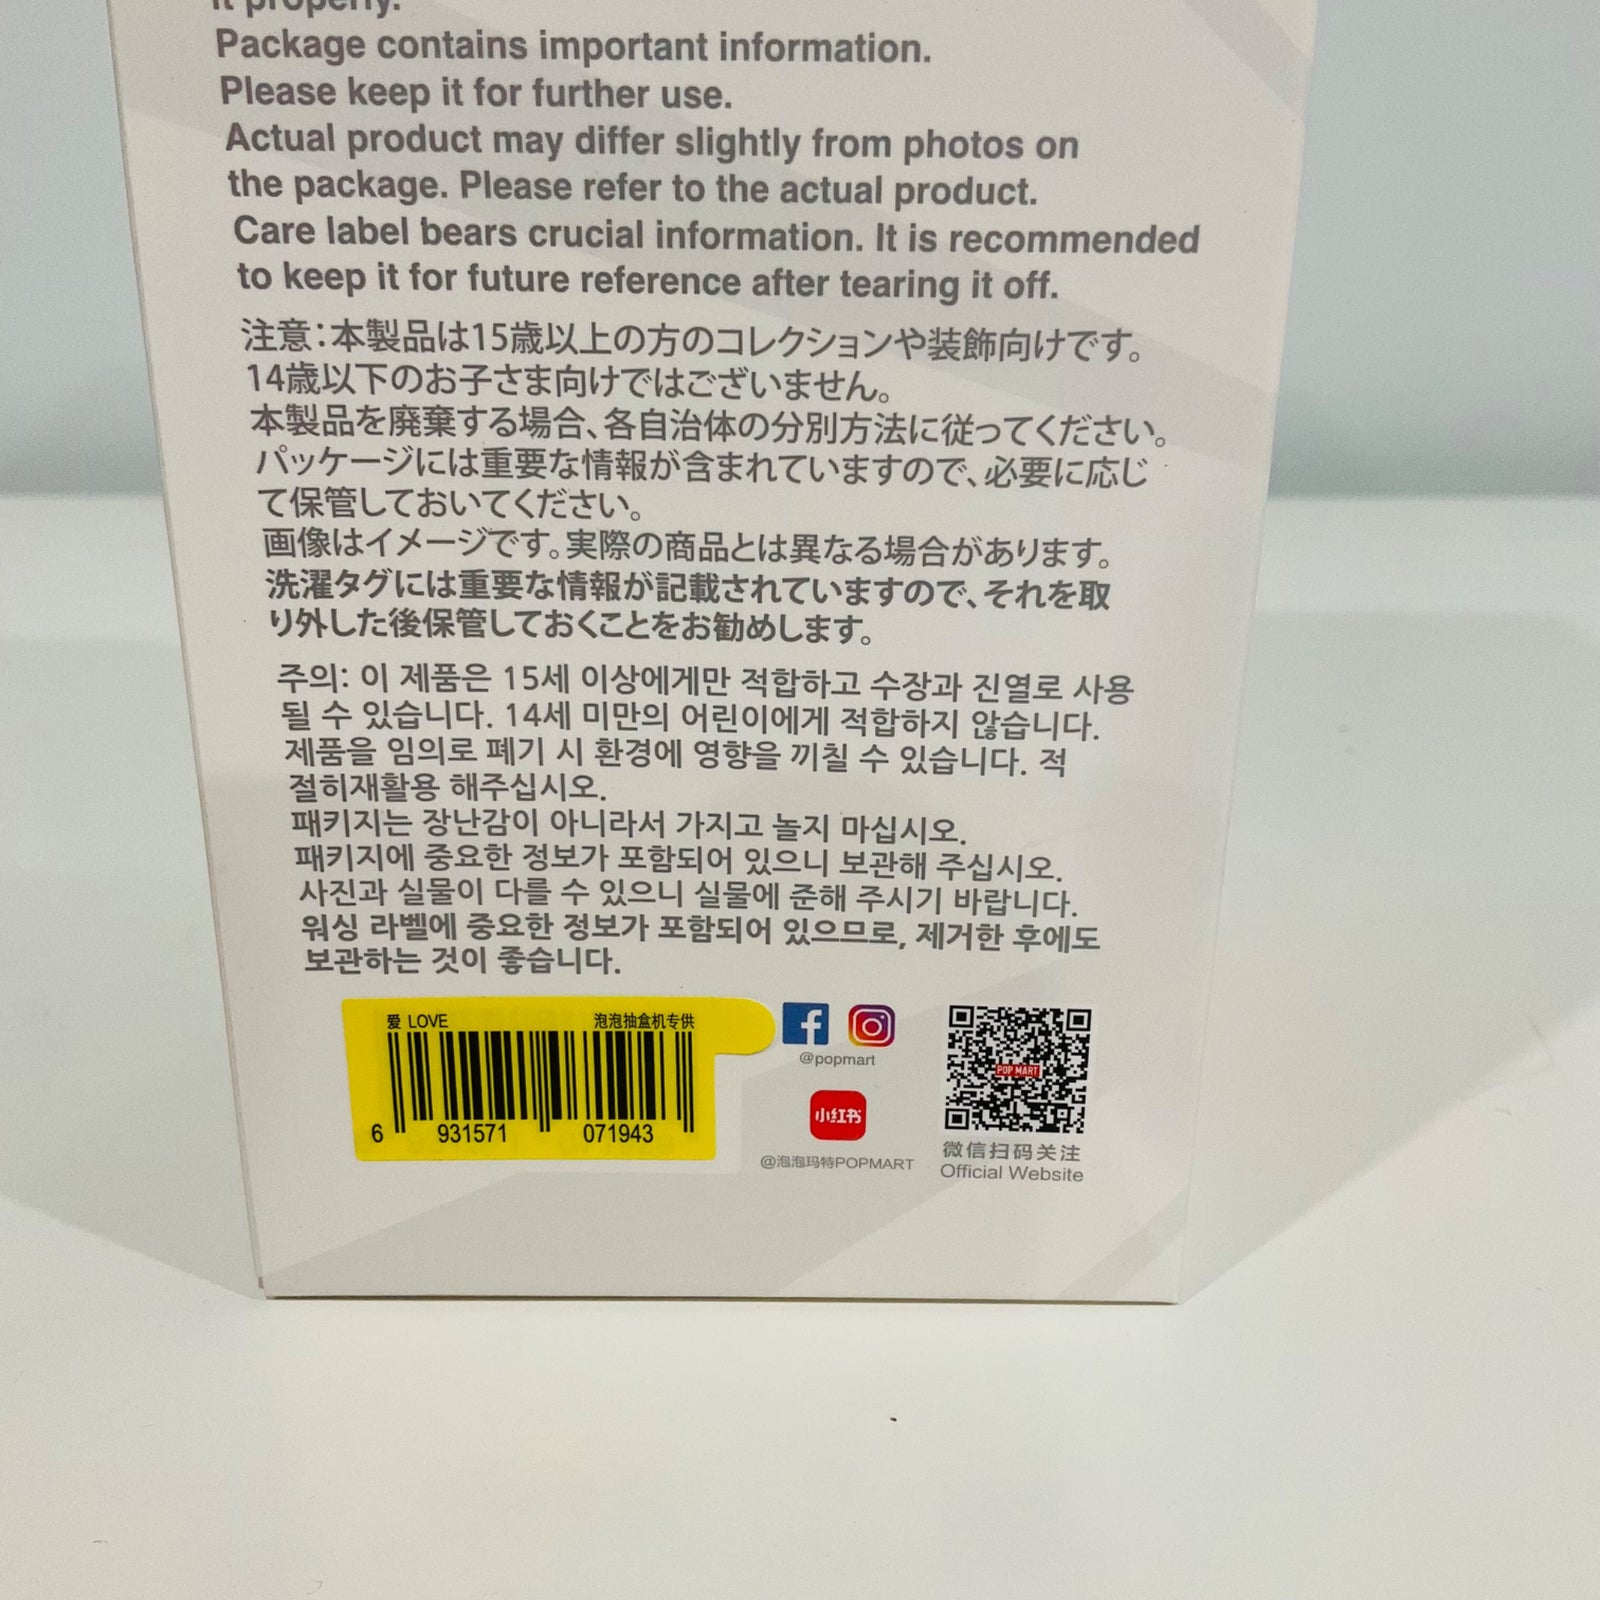 it properly.
Package contains important information.
Please keep it for further use.
Actual product may differ slightly from photos on
the package. Please refer to the actual product.
Care label bears crucial information. It is recommended
to keep it for future reference after tearing it off.
注意：本製品は15歳以上の方のコレクションや装飾向けです。
14歳以下のお子さま向けではございません。
本製品を廃棄する場合、各自治体の分別方法に従ってください。
パッケージには重要な情報が含まれていますので、必要に応じ
て保管しておいてください。
画像はイメージです。実際の商品とは異なる場合があります。
洗濯タグには重要な情報が記載されていますので、それを取
り外した後保管しておくことをお勧めします。
주의: 이 제품은 15세 이상에게만 적합하고 수장과 진열로 사용
될 수 있습니다. 14세 미만의 어린이에게 적합하지 않습니다.
제품을 임의로 폐기 시 환경에 영향을 끼칠 수 있습니다. 적
절히재활용 해주십시오.
패키지는 장난감이 아니라서 가지고 놀지 마십시오.
패키지에 중요한 정보가 포함되어 있으니 보관해 주십시오.
사진과 실물이 다를 수 있으니 실물에 준해 주시기 바랍니다.
워싱 라벨에 중요한 정보가 포함되어 있으므로, 제거한 후에도
보관하는 것이 좋습니다.
爱 LOVE 泡泡抽盒机专供
6 931571 071943
@popmart
小红书
@泡泡玛特POPMART
POP MART
微信扫码关注
Official Website